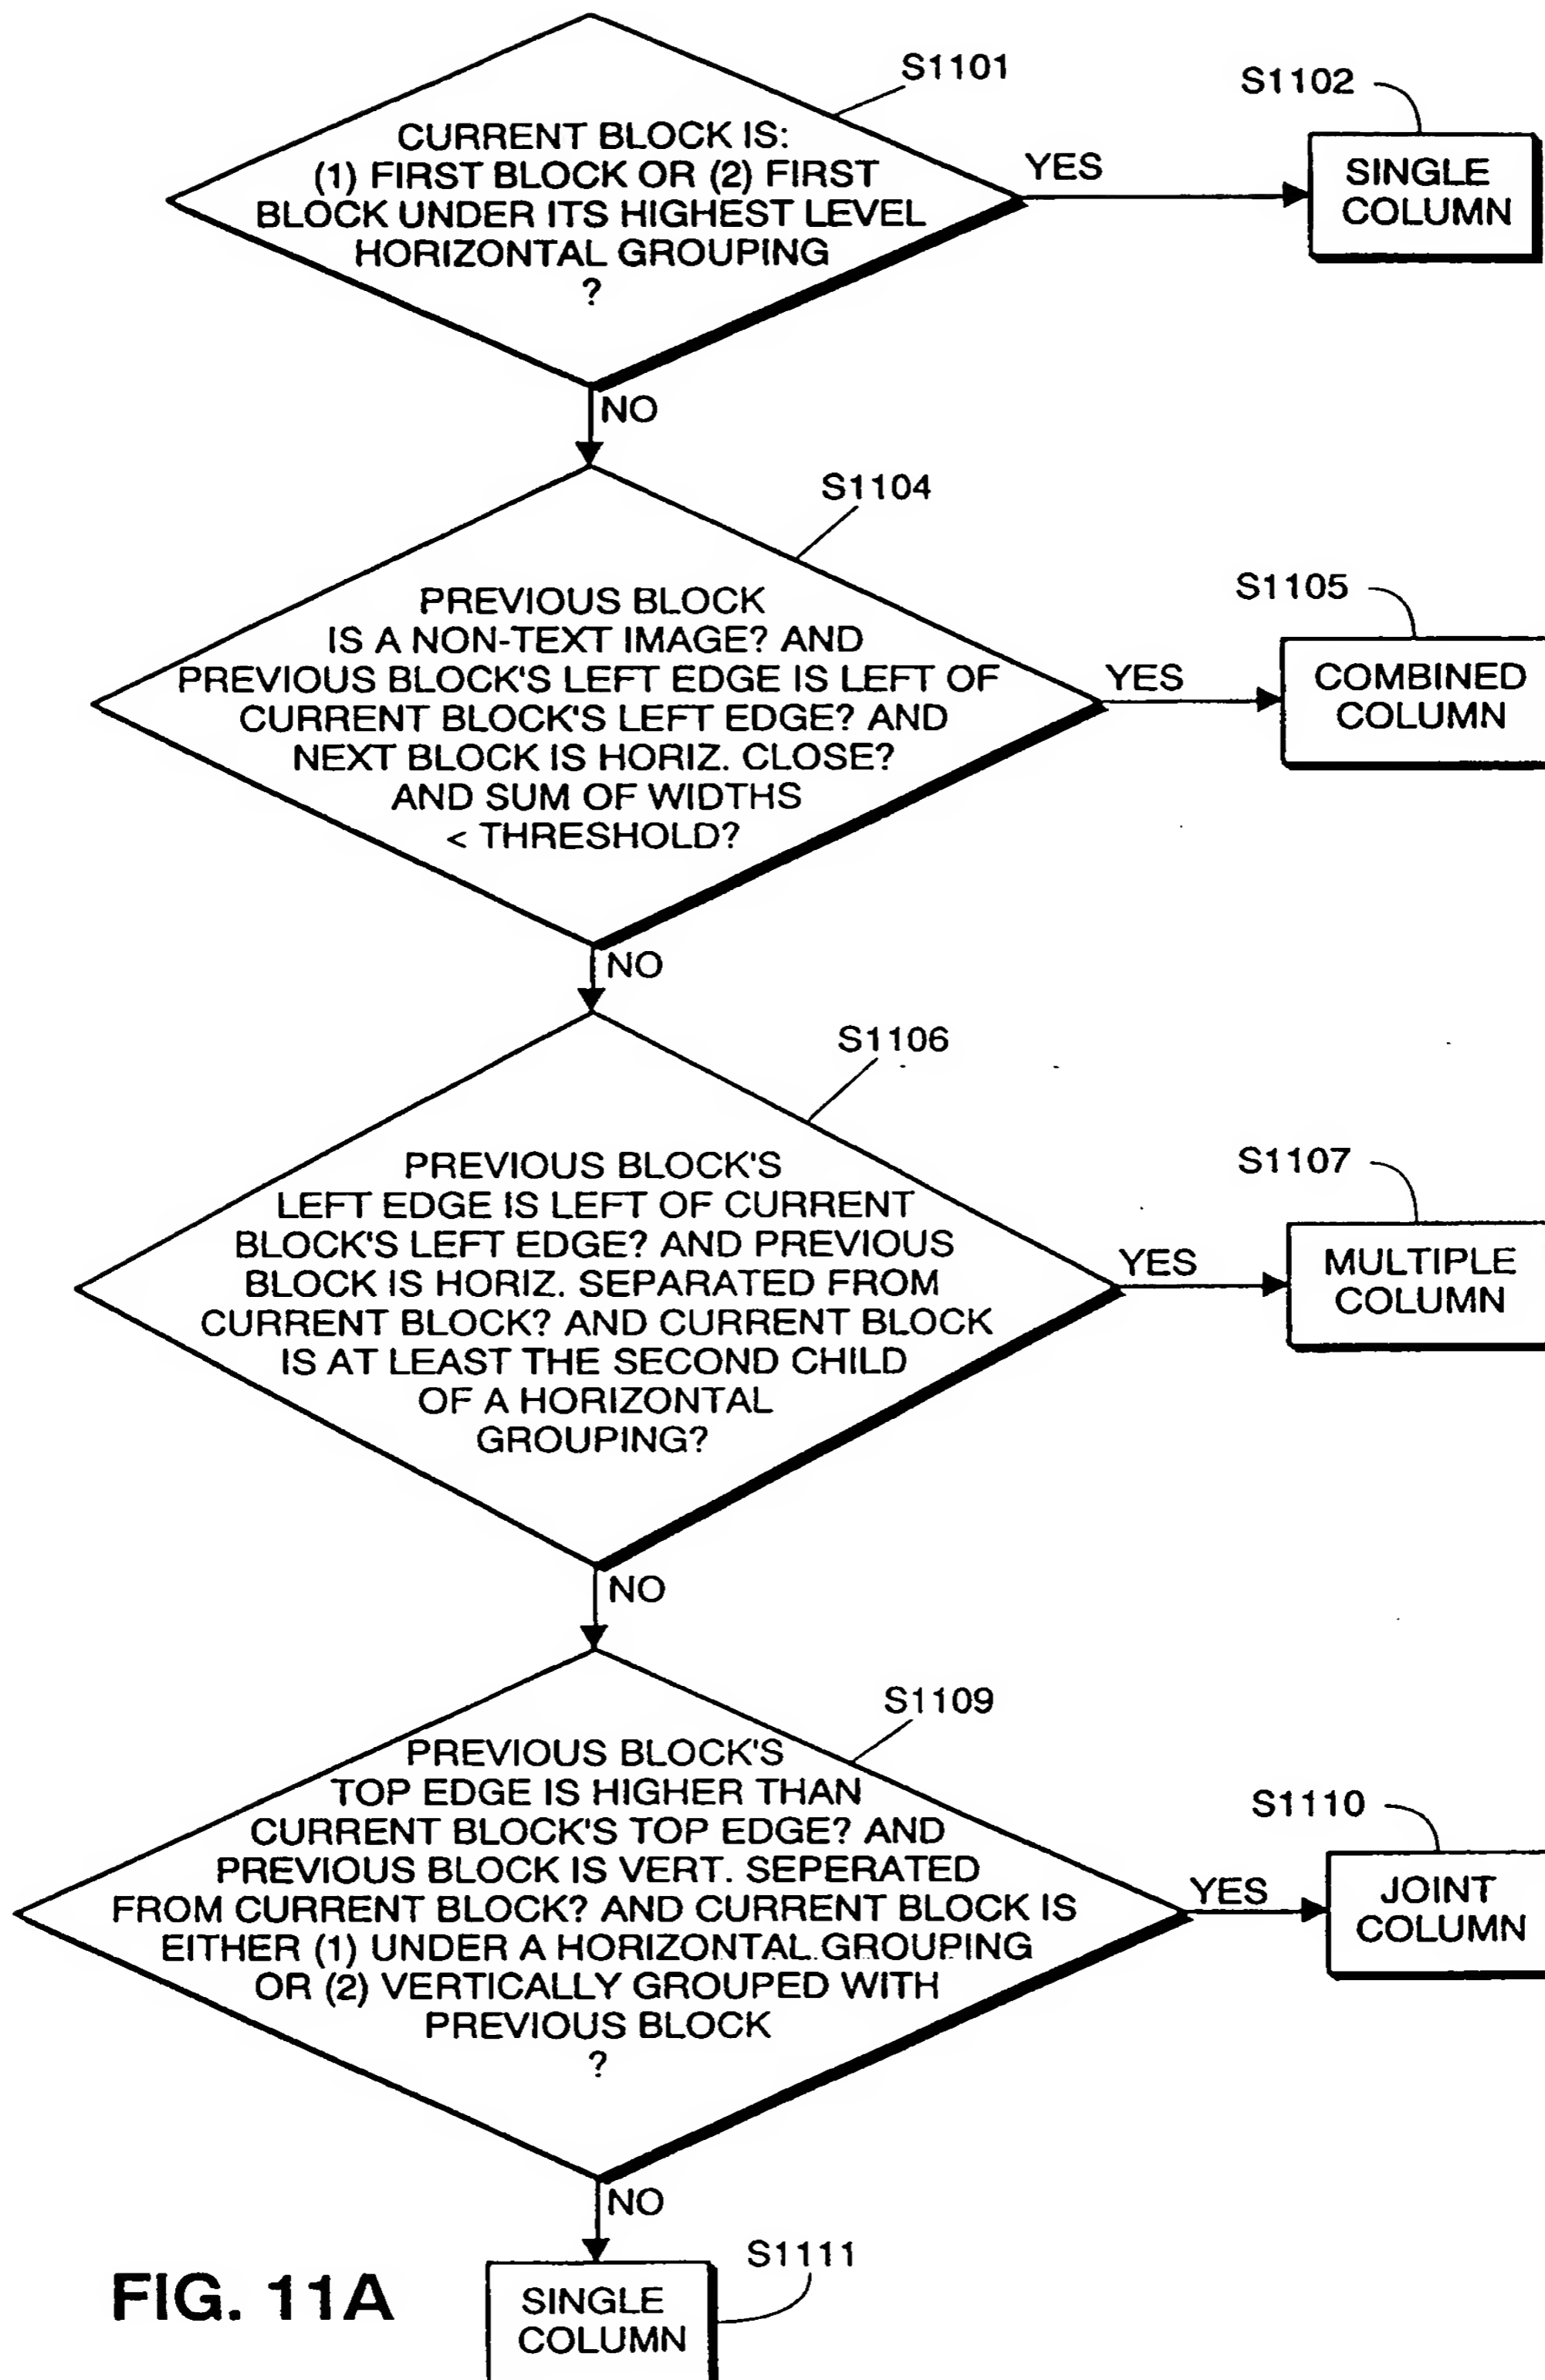 S1101
S1102
CURRENT BLOCK IS:
(1) FIRST BLOCK OR (2) FIRST
BLOCK UNDER ITS HIGHEST LEVEL
HORIZONTAL GROUPING
?
YES
SINGLE
COLUMN
NO
S1104
S1105
PREVIOUS BLOCK
IS A NON-TEXT IMAGE? AND
PREVIOUS BLOCK'S LEFT EDGE IS LEFT OF
CURRENT BLOCK'S LEFT EDGE? AND
NEXT BLOCK IS HORIZ. CLOSE?
AND SUM OF WIDTHS
< THRESHOLD?
YES
COMBINED
COLUMN
NO
S1106
S1107
PREVIOUS BLOCK'S
LEFT EDGE IS LEFT OF CURRENT
BLOCK'S LEFT EDGE? AND PREVIOUS
BLOCK IS HORIZ. SEPARATED FROM
CURRENT BLOCK? AND CURRENT BLOCK
IS AT LEAST THE SECOND CHILD
OF A HORIZONTAL
GROUPING?
YES
MULTIPLE
COLUMN
NO
S1109
S1110
PREVIOUS BLOCK'S
TOP EDGE IS HIGHER THAN
CURRENT BLOCK'S TOP EDGE? AND
PREVIOUS BLOCK IS VERT. SEPERATED
FROM CURRENT BLOCK? AND CURRENT BLOCK IS
EITHER (1) UNDER A HORIZONTAL GROUPING
OR (2) VERTICALLY GROUPED WITH
PREVIOUS BLOCK
?
YES
JOINT
COLUMN
NO
S1111
SINGLE
COLUMN
FIG. 11A